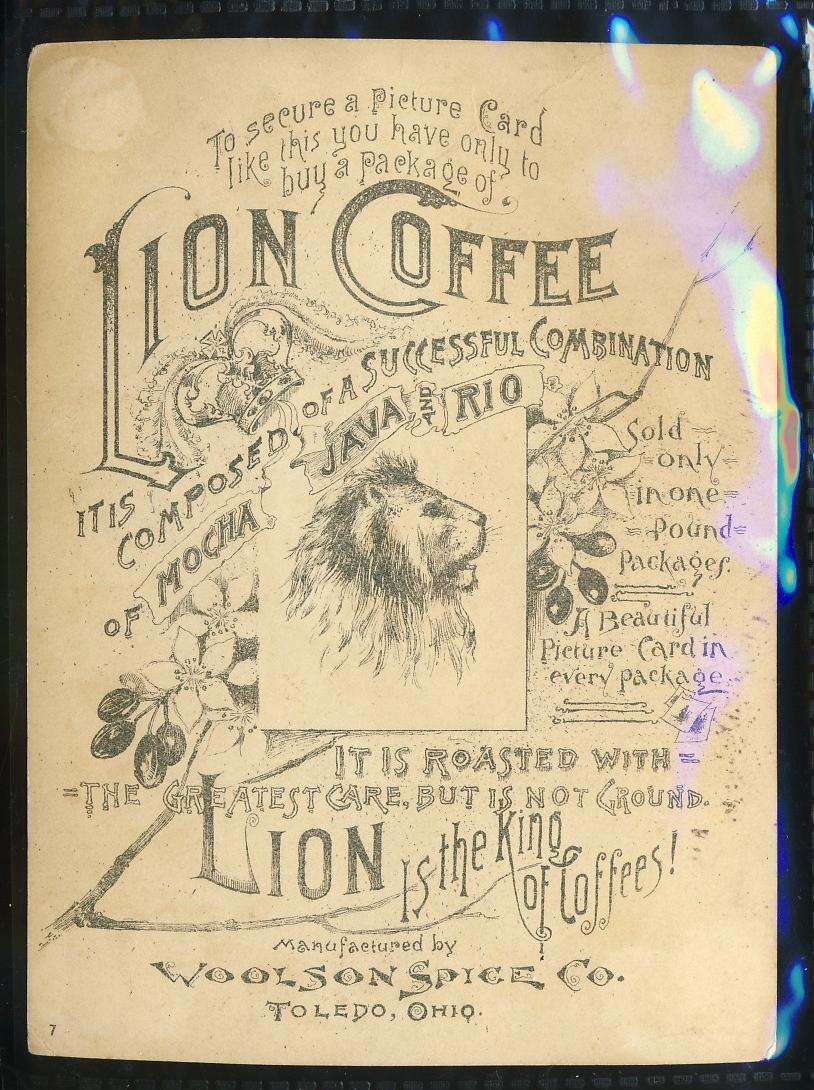 To secure a Picture Card
like this you have only to
buy a Package of
LION COFFEE
IT IS COMPOSED OF A SUCCESSFUL COMBINATION
OF MOCHA JAVA AND RIO
Sold
only
in one
Pound
Packages.
A Beautiful
Picture Card in
every package
IT IS ROASTED WITH
THE GREATEST CARE, BUT IS NOT GROUND.
LION Is the King of Coffees!
Manufactured by
WOOLSON SPICE CO.
TOLEDO, OHIO.
7